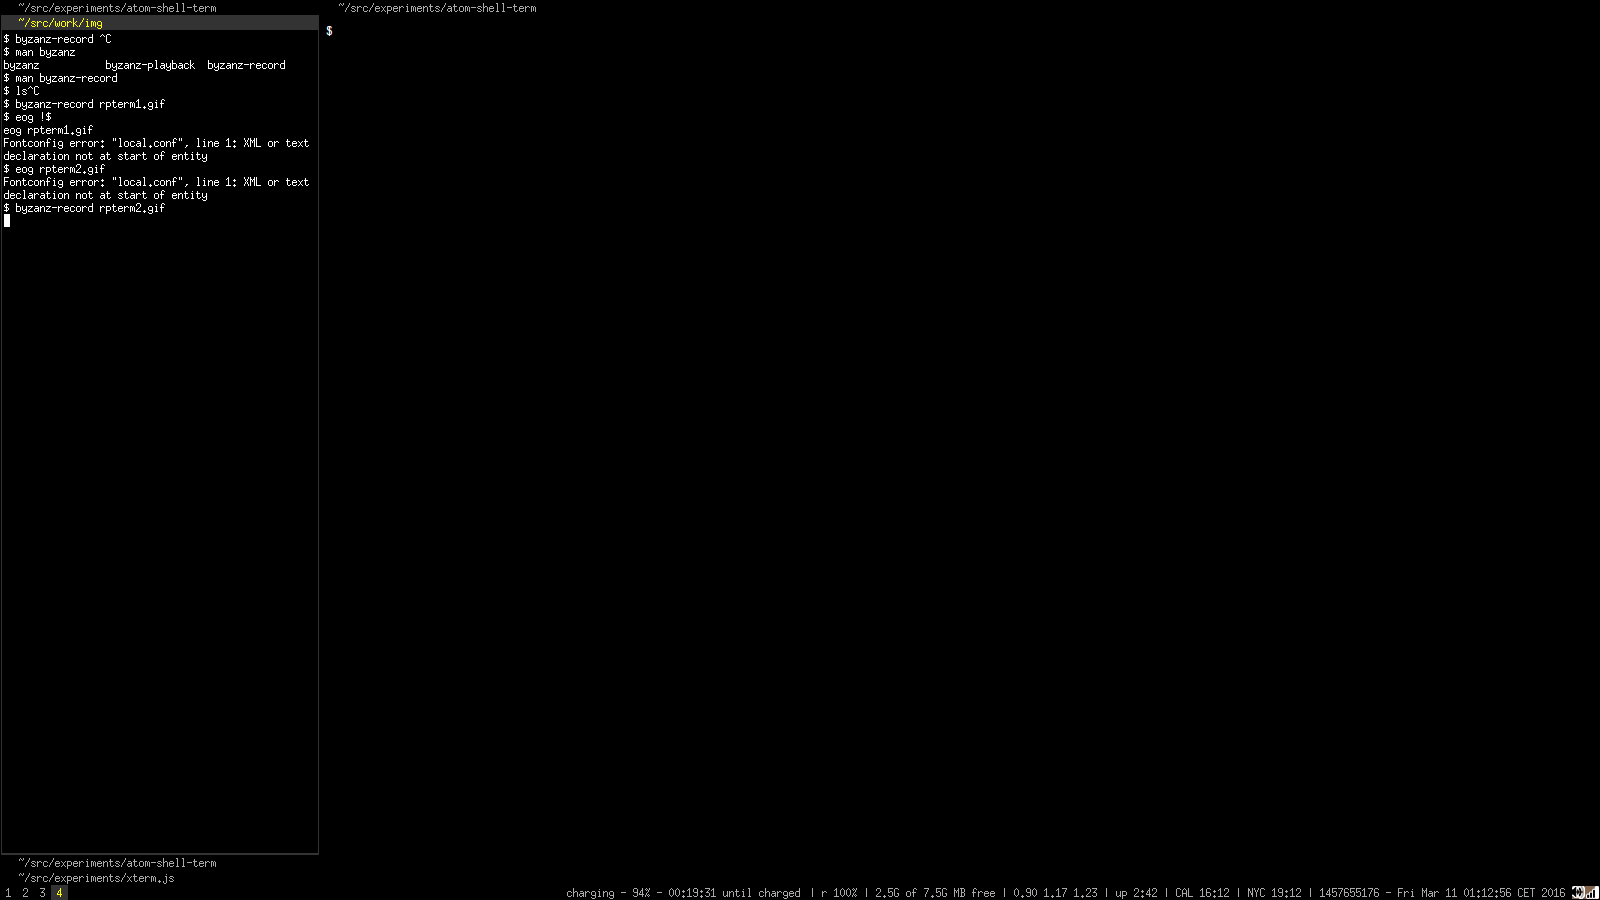 ~/src/experiments/atom-shell-term
~/src/work/img
$ byzanz-record ^C
$ man byzanz
byzanz           byzanz-playback  byzanz-record
$ man byzanz-record
$ ls^C
$ byzanz-record rpterm1.gif
$ eog !$
eog rpterm1.gif
Fontconfig error: "local.conf", line 1: XML or text
declaration not at start of entity
$ eog rpterm2.gif
Fontconfig error: "local.conf", line 1: XML or text
declaration not at start of entity
$ byzanz-record rpterm2.gif
~/src/experiments/atom-shell-term
~/src/experiments/xterm.js
~/src/experiments/atom-shell-term
$
1 2 3 4
charging - 94% - 00:19:31 until charged | r 100% | 2.5G of 7.5G MB free | 0.90 1.17 1.23 | up 2:42 | CAL 16:12 | NYC 19:12 | 1457655176 - Fri Mar 11 01:12:56 CET 2016